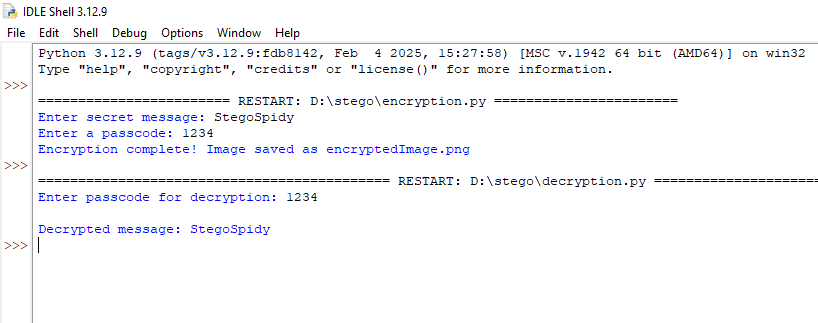 IDLE Shell 3.12.9
File Edit Shell Debug Options Window Help
Python 3.12.9 (tags/v3.12.9:fdb8142, Feb  4 2025, 15:27:58) [MSC v.1942 64 bit (AMD64)] on win32
Type "help", "copyright", "credits" or "license()" for more information.
>>>
======================== RESTART: D:\stego\encryption.py =======================
Enter secret message: StegoSpidy
Enter a passcode: 1234
Encryption complete! Image saved as encryptedImage.png
>>>
============================================ RESTART: D:\stego\decryption.py =====================
Enter passcode for decryption: 1234
Decrypted message: StegoSpidy
>>>